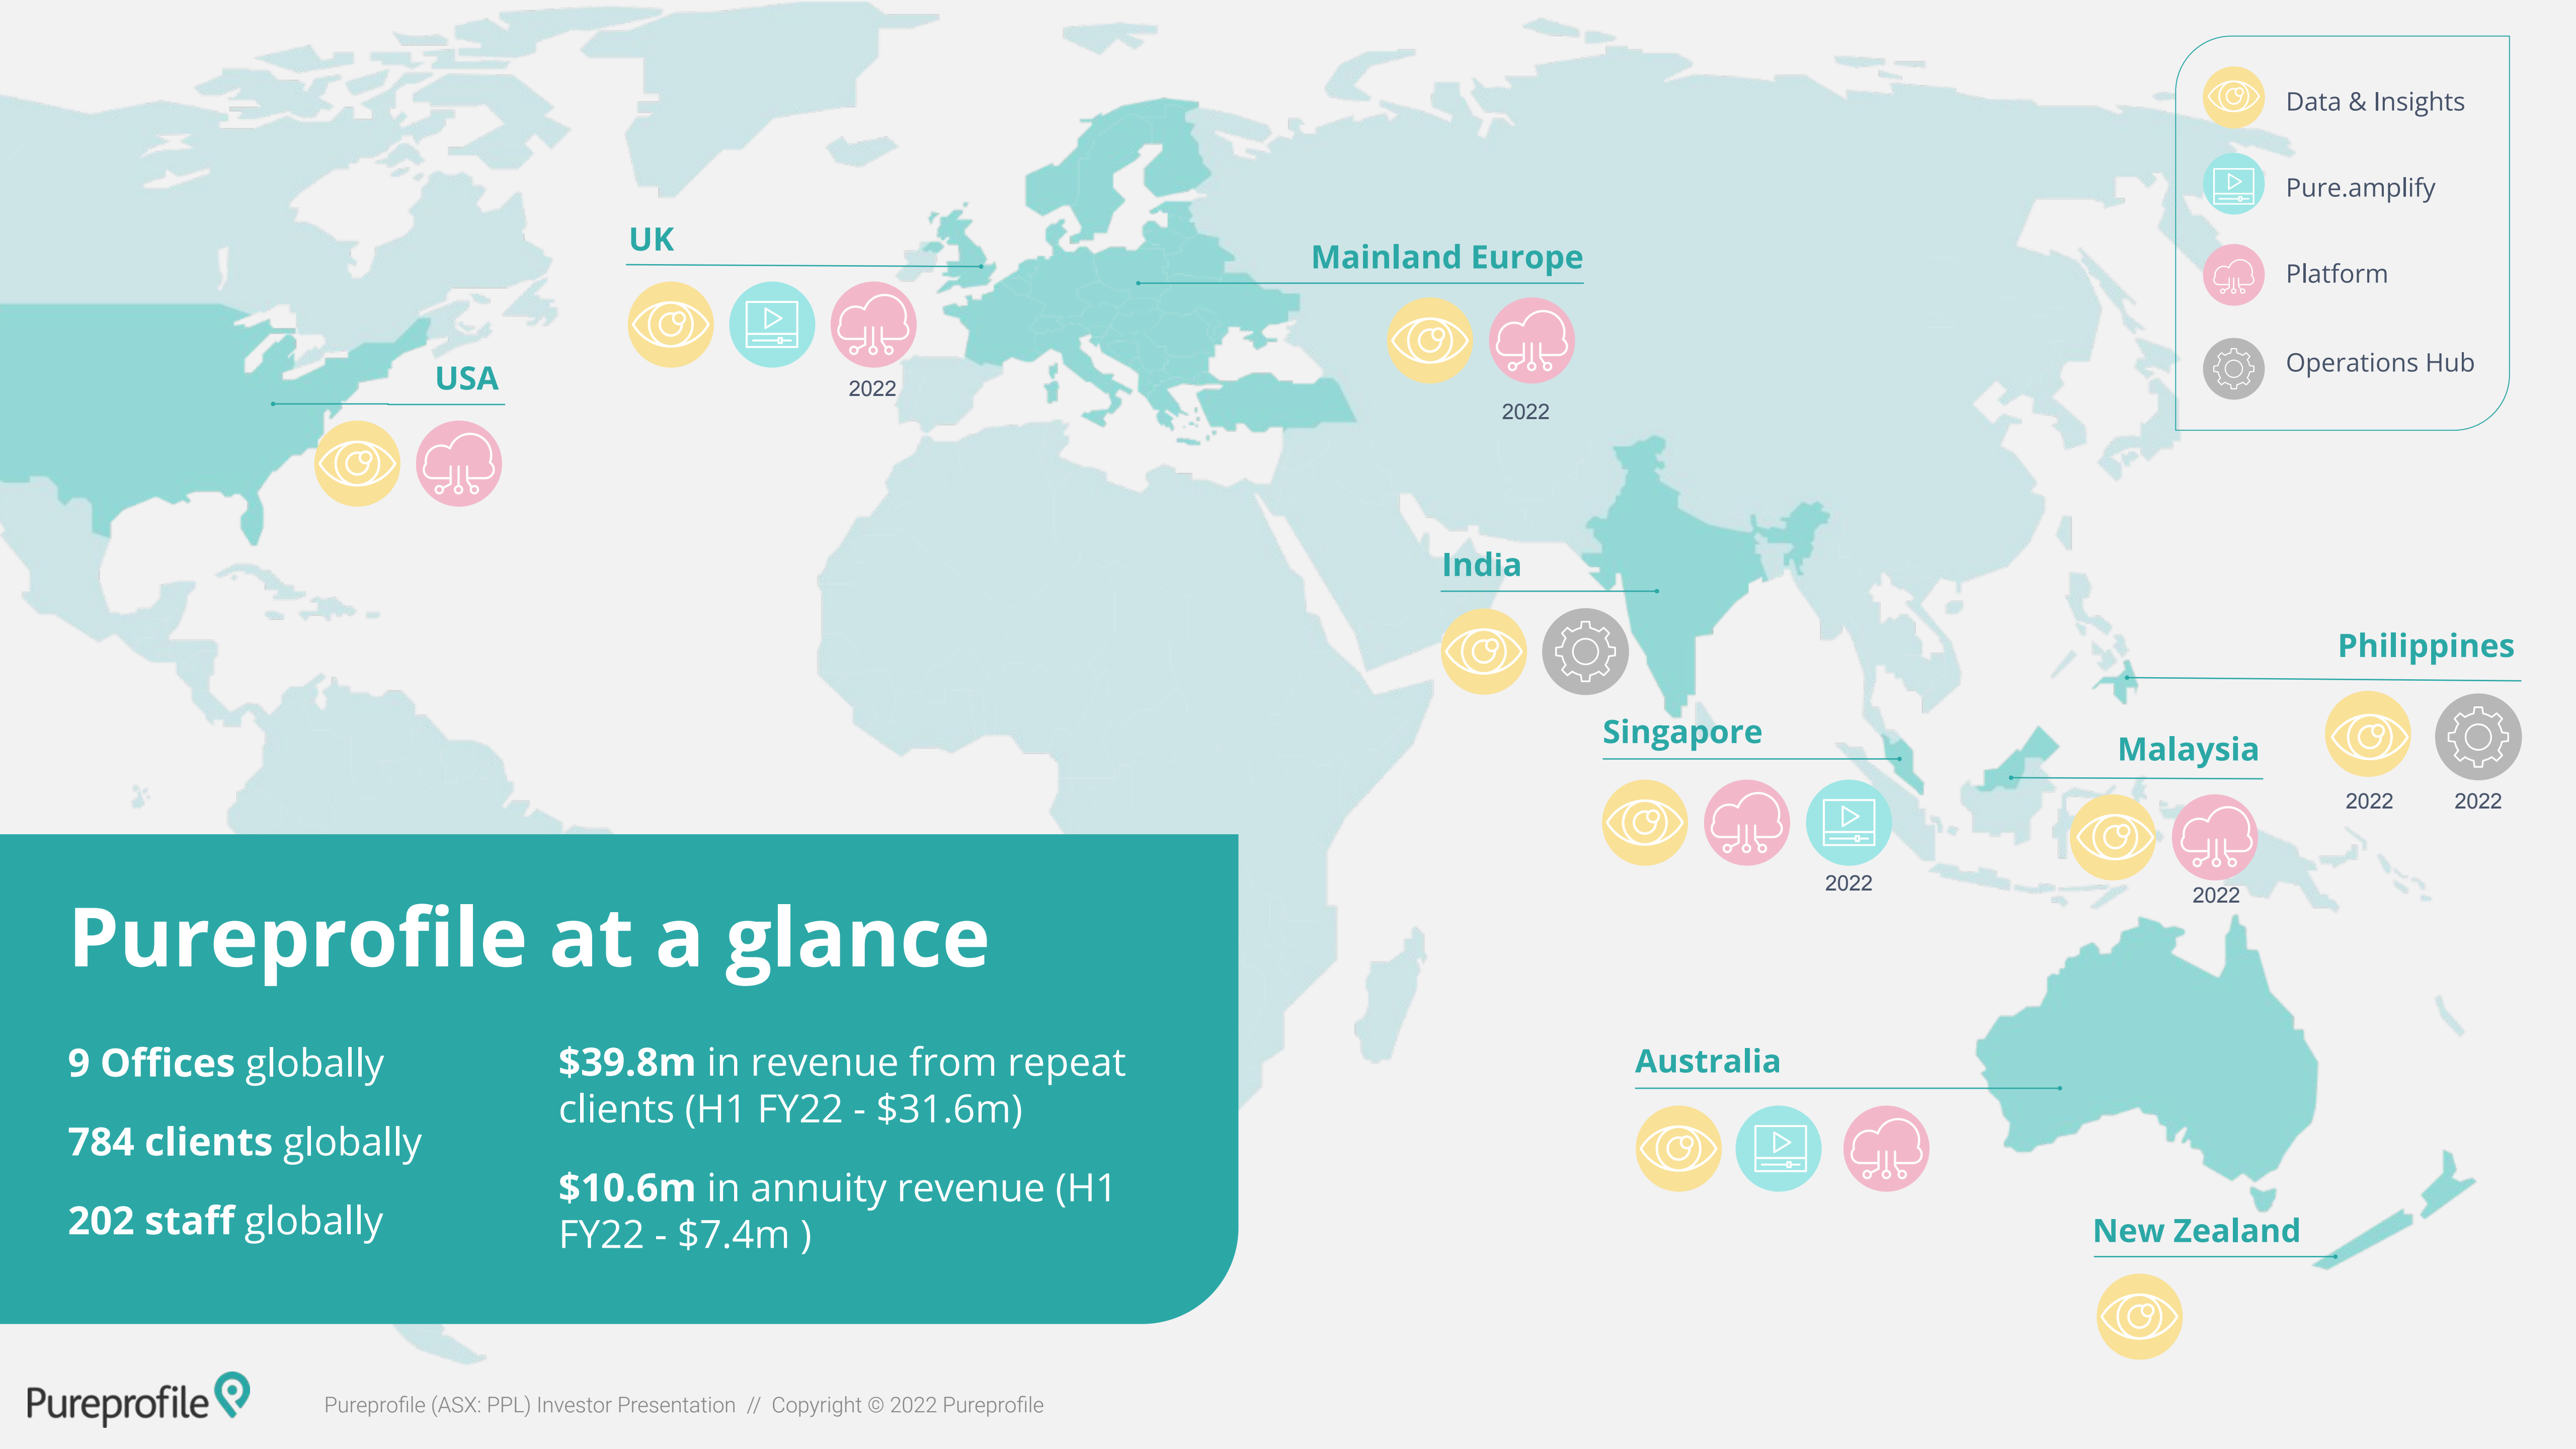 Data & Insights
Pure.amplify
Platform
Operations Hub
UK
2022
Mainland Europe
2022
USA
India
Philippines
2022 2022
Singapore
2022
Malaysia
2022
Australia
New Zealand
Pureprofile at a glance
9 Offices globally
784 clients globally
202 staff globally
$39.8m in revenue from repeat
clients (H1 FY22 - $31.6m)
$10.6m in annuity revenue (H1
FY22 - $7.4m )
Pureprofile
Pureprofile (ASX: PPL) Investor Presentation // Copyright © 2022 Pureprofile